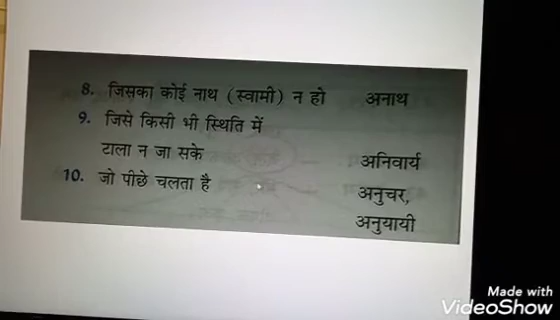 8. जिसका कोई नाथ (स्वामी) न हो अनाथ
9. जिसे किसी भी स्थिति में
टाला न जा सके अनिवार्य
10. जो पीछे चलता है अनुचर,
अनुयायी
Made with
VideoShow